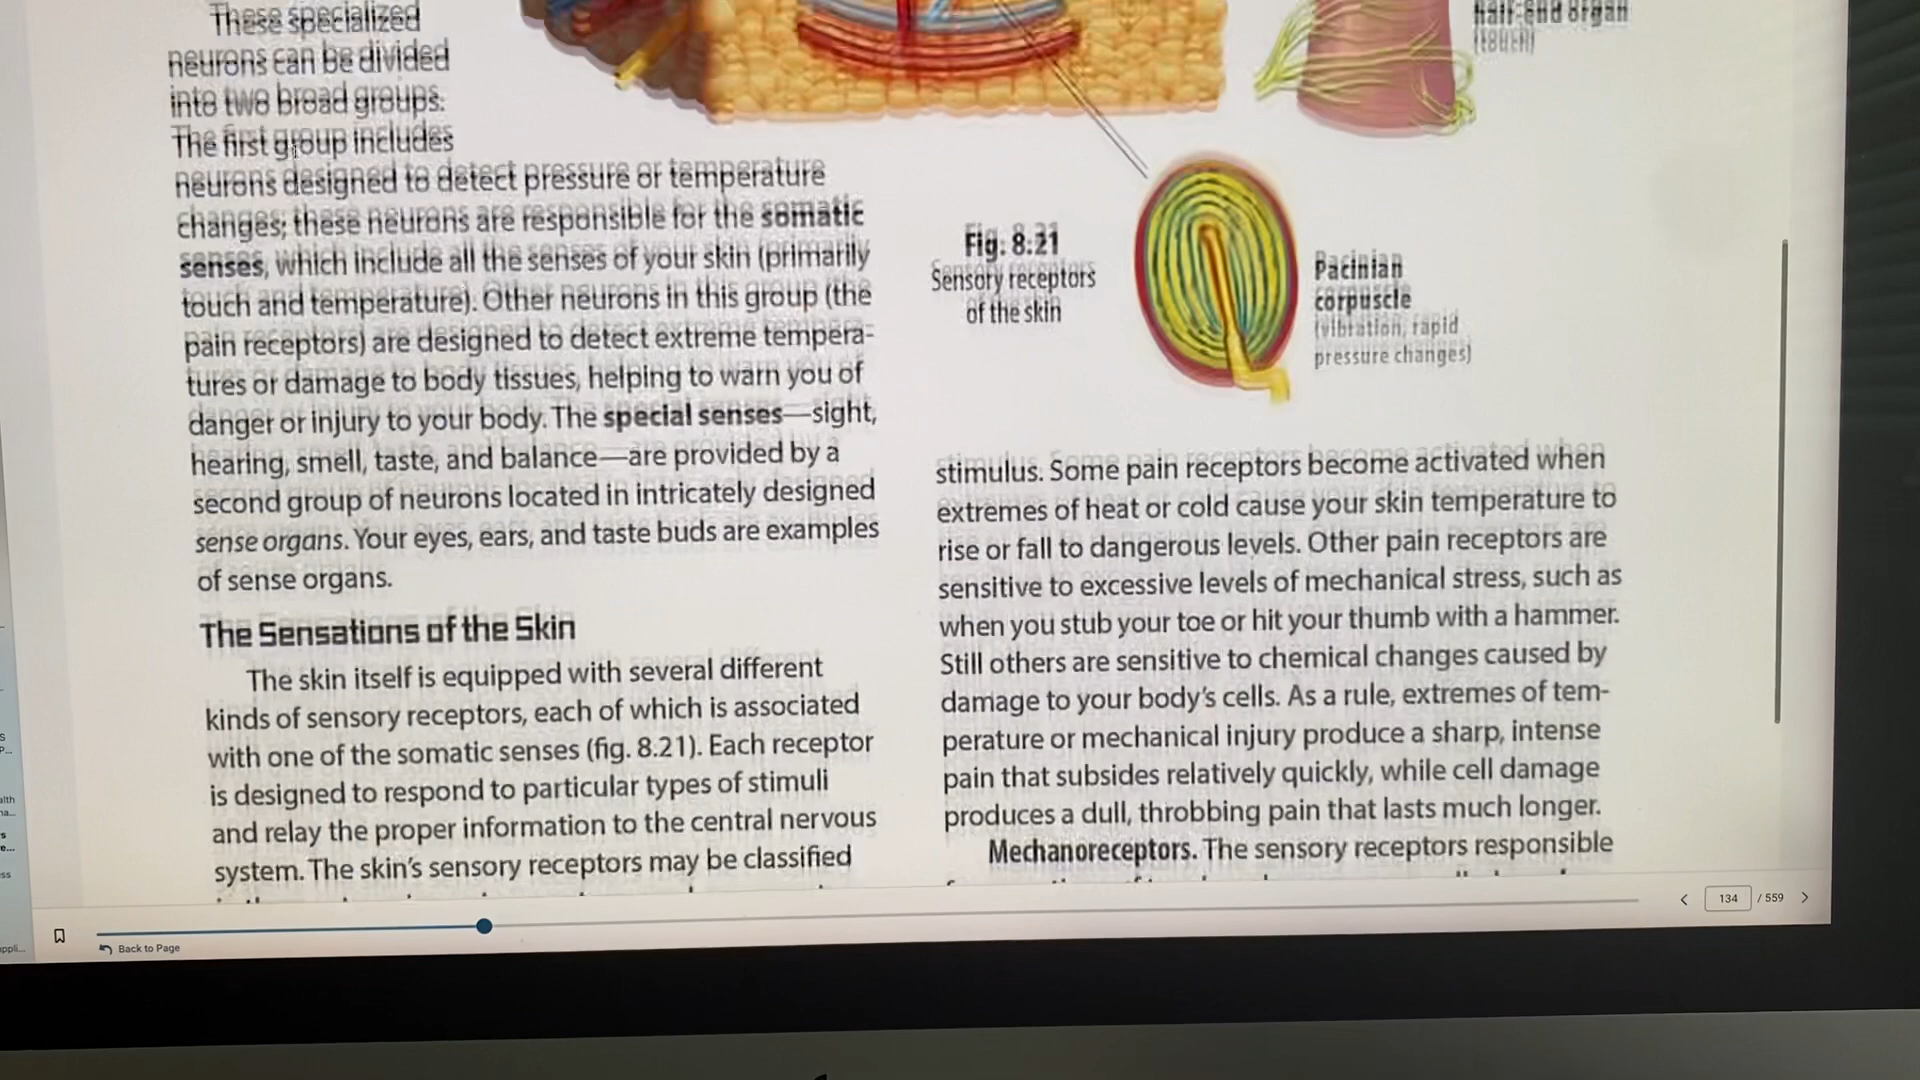 These specialized
neurons can be divided
into two broad groups.
The first group includes
neurons designed to detect pressure or temperature
changes; these neurons are responsible for the somatic
senses, which include all the senses of your skin (primarily
touch and temperature). Other neurons in this group (the
pain receptors) are designed to detect extreme tempera-
tures or damage to body tissues, helping to warn you of
danger or injury to your body. The special senses—sight,
hearing, smell, taste, and balance—are provided by a
second group of neurons located in intricately designed
sense organs. Your eyes, ears, and taste buds are examples
of sense organs.
The Sensations of the Skin
The skin itself is equipped with several different
kinds of sensory receptors, each of which is associated
with one of the somatic senses (fig. 8.21). Each receptor
is designed to respond to particular types of stimuli
and relay the proper information to the central nervous
system. The skin's sensory receptors may be classified
hair end organ
(touch)
Fig. 8.21
Sensory receptors
of the skin
Pacinian
corpuscle
(vibration, rapid
pressure changes)
stimulus. Some pain receptors become activated when
extremes of heat or cold cause your skin temperature to
rise or fall to dangerous levels. Other pain receptors are
sensitive to excessive levels of mechanical stress, such as
when you stub your toe or hit your thumb with a hammer.
Still others are sensitive to chemical changes caused by
damage to your body's cells. As a rule, extremes of tem-
perature or mechanical injury produce a sharp, intense
pain that subsides relatively quickly, while cell damage
produces a dull, throbbing pain that lasts much longer.
Mechanoreceptors. The sensory receptors responsible
134 / 559
Back to Page